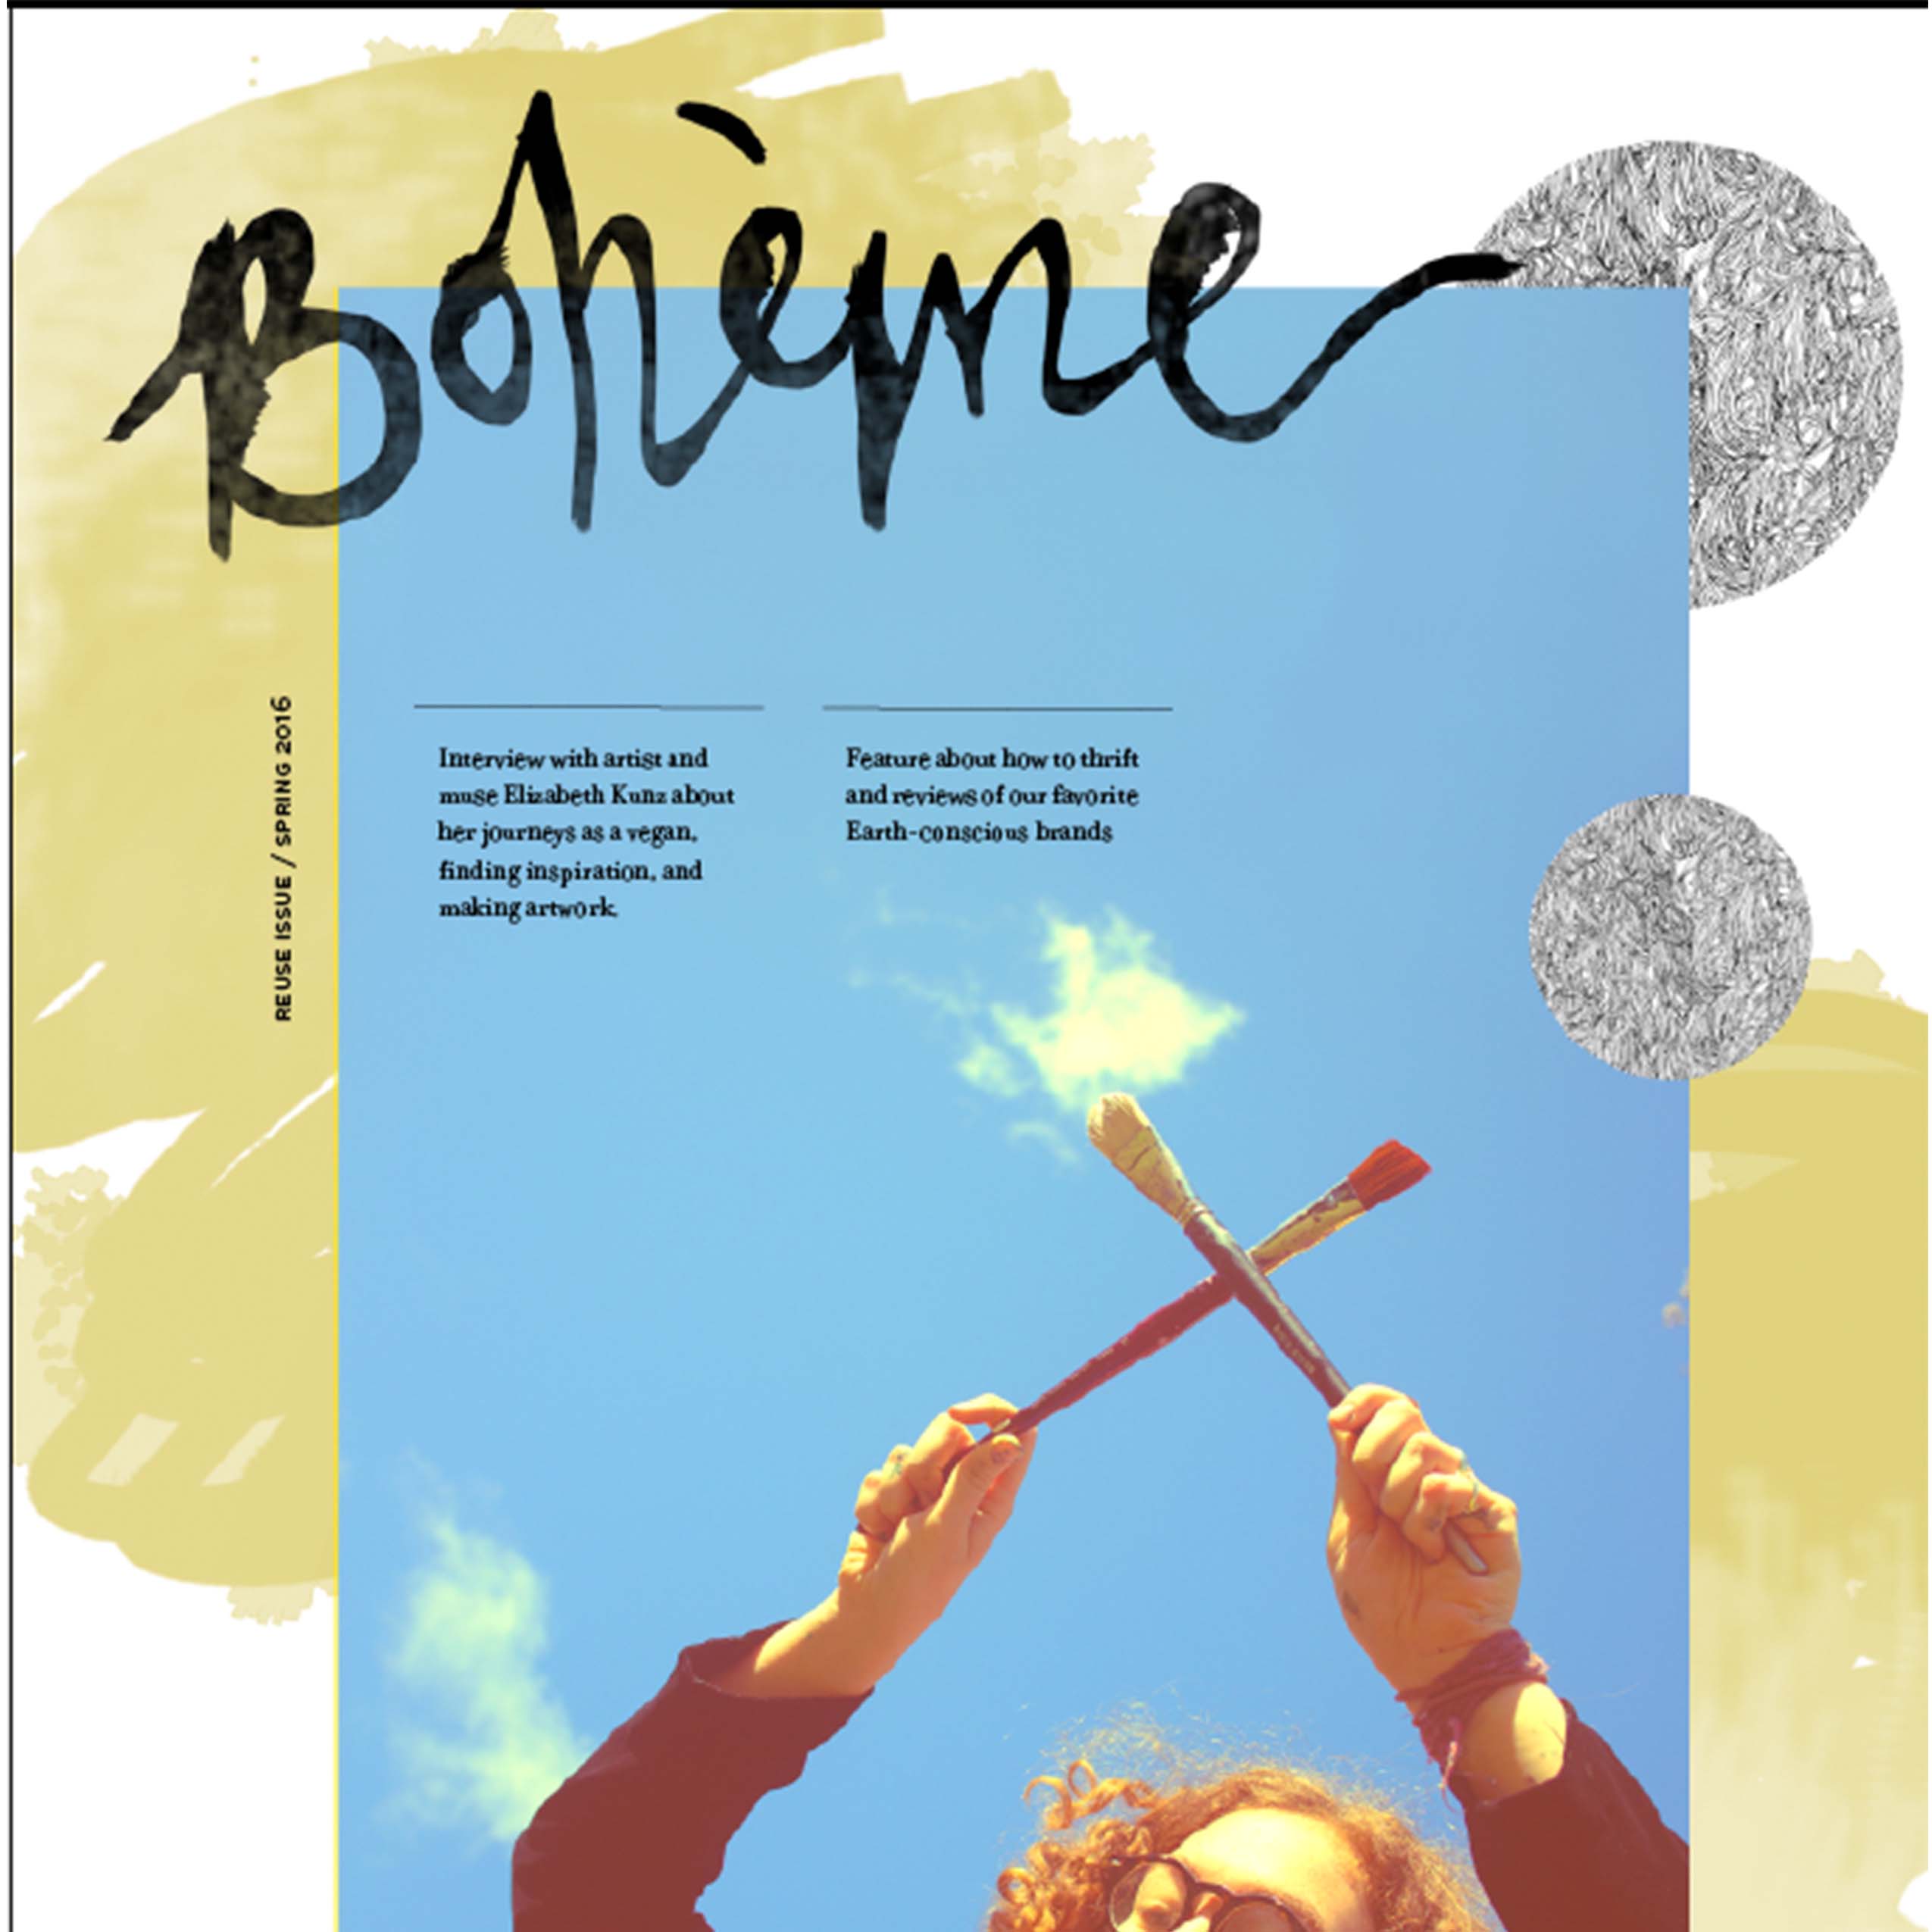 Bohème
REUSE ISSUE / SPRING 2016
Interview with artist and
muse Elizabeth Kunz about
her journeys as a vegan,
finding inspiration, and
making artwork.
Feature about how to thrift
and reviews of our favorite
Earth-conscious brands